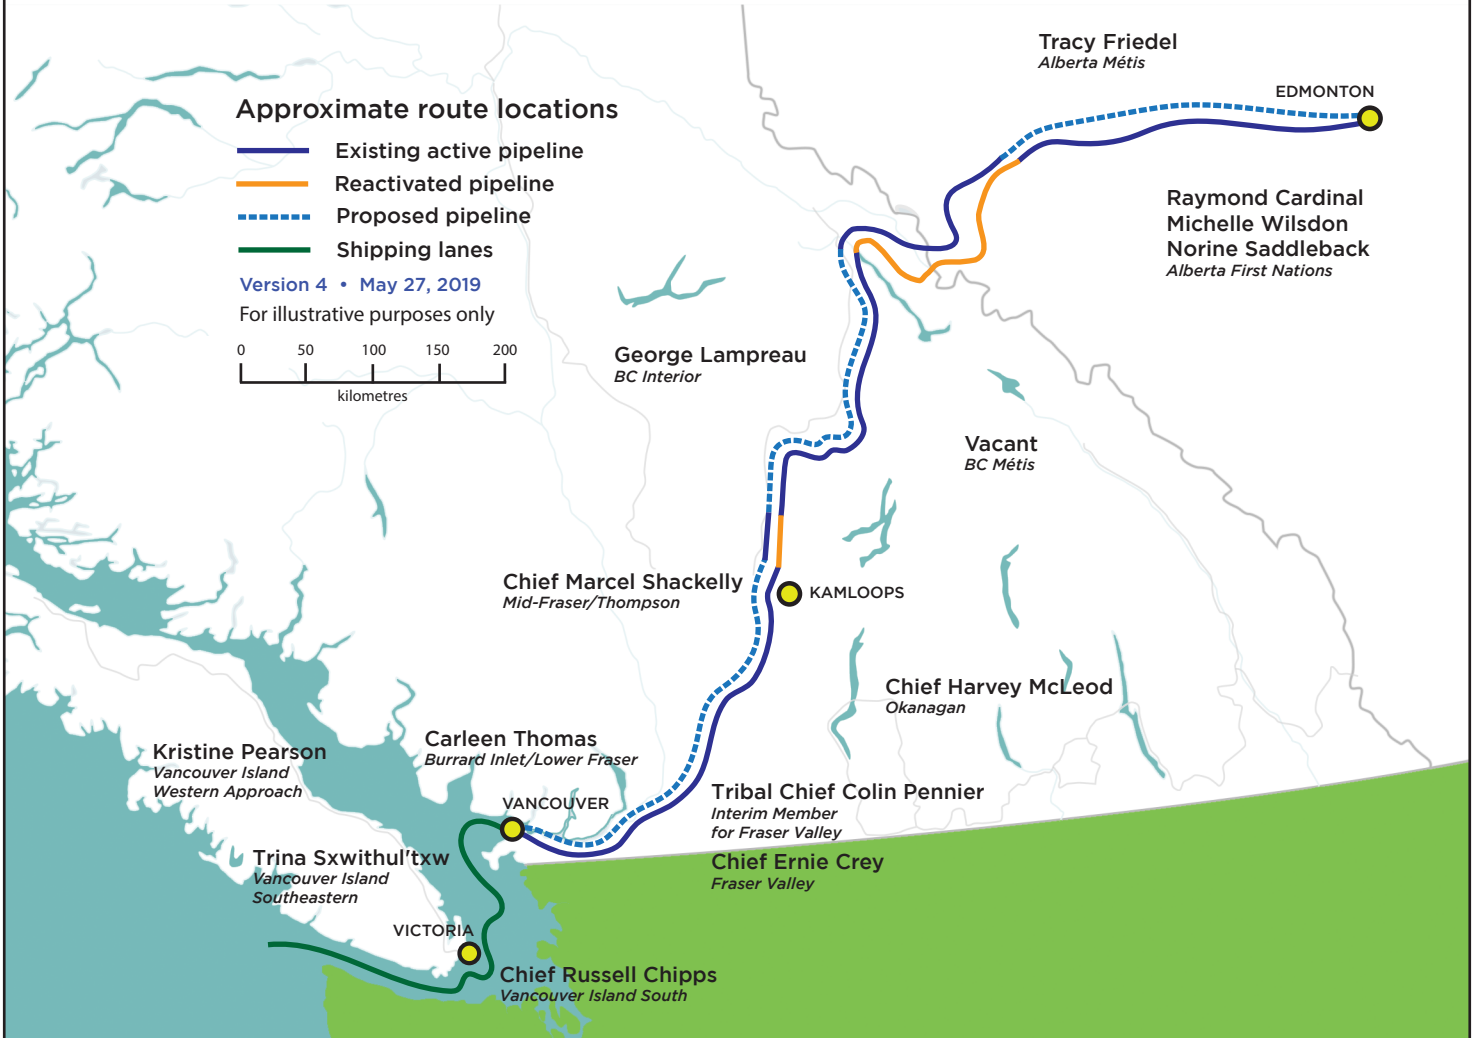 Tracy Friedel
Alberta Métis
EDMONTON
Approximate route locations
Existing active pipeline
Reactivated pipeline
Proposed pipeline
Shipping lanes
Version 4 • May 27, 2019
For illustrative purposes only
0 50 100 150 200
kilometres
Raymond Cardinal
Michelle Wilsdon
Norine Saddleback
Alberta First Nations
George Lampreau
BC Interior
Vacant
BC Métis
Chief Marcel Shackelly
Mid-Fraser/Thompson
KAMLOOPS
Chief Harvey McLeod
Okanagan
Kristine Pearson
Vancouver Island
Western Approach
Carleen Thomas
Burrard Inlet/Lower Fraser
VANCOUVER
Tribal Chief Colin Pennier
Interim Member
for Fraser Valley
Chief Ernie Crey
Fraser Valley
Trina Sxwithul'txw
Vancouver Island
Southeastern
VICTORIA
Chief Russell Chipps
Vancouver Island South